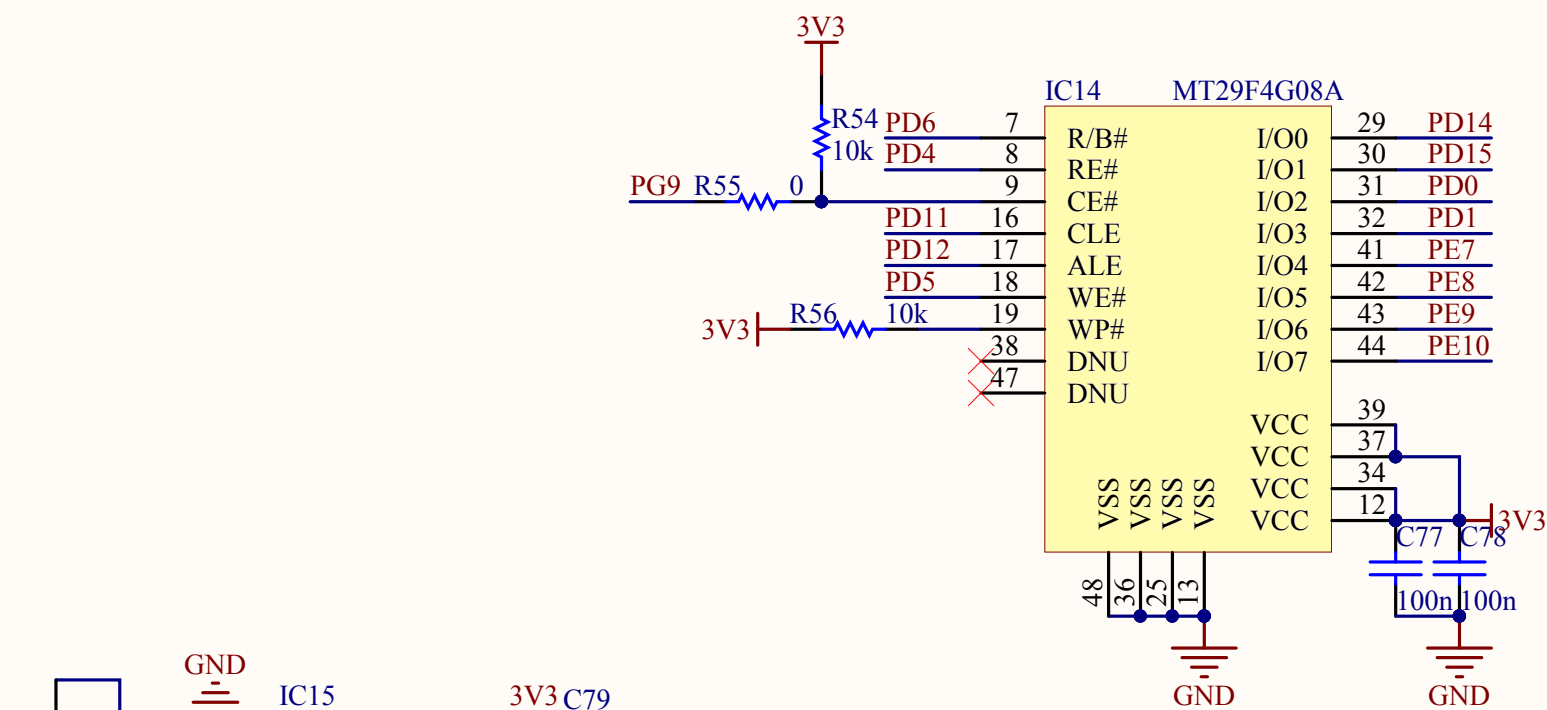 3V3
IC14 MT29F4G08A
R54 PD6 7 R/B# I/O0 29 PD14
10k PD4 8 RE# I/O1 30 PD15
PG9 R55 0 9 CE# I/O2 31 PD0
PD11 16 CLE I/O3 32 PD1
PD12 17 ALE I/O4 41 PE7
PD5 18 WE# I/O5 42 PE8
3V3 R56 10k 19 WP# I/O6 43 PE9
38 DNU I/O7 44 PE10
47 DNU
VCC 39
VCC 37
VCC 34
VSS VSS VSS VSS VCC 12 3V3
C77 C78
48 36 25 13 100n 100n
GND GND
GND IC15 3V3 C79